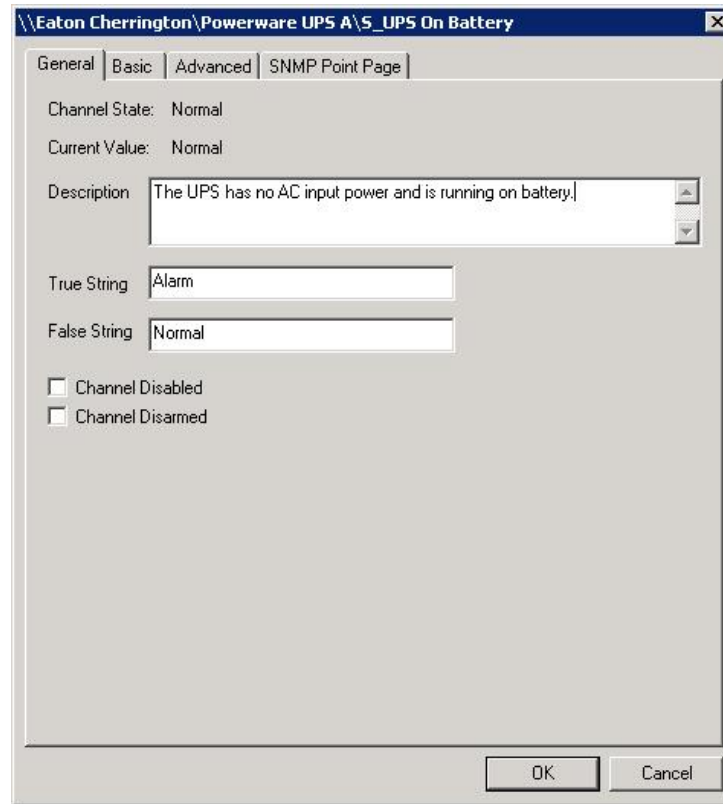 \\Eaton Cherrington\Powerware UPS A\S_UPS On Battery
General Basic Advanced SNMP Point Page
Channel State: Normal
Current Value: Normal
Description The UPS has no AC input power and is running on battery.
True String Alarm
False String Normal
Channel Disabled
Channel Disarmed
OK Cancel